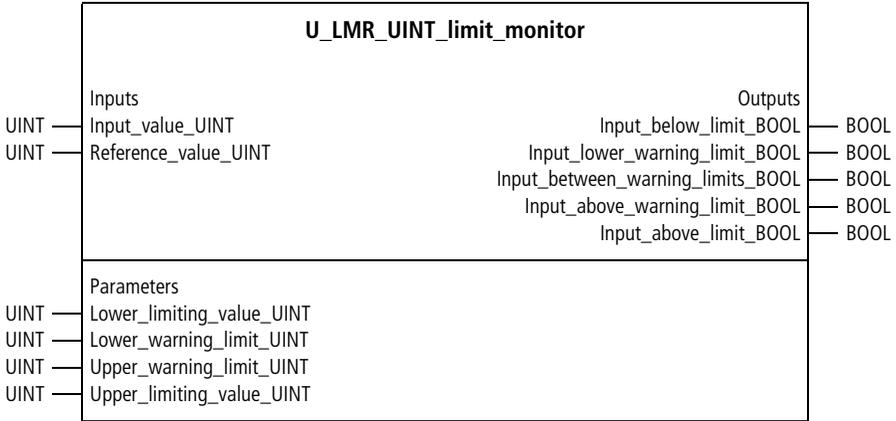 U_LMR_UINT_limit_monitor
Inputs Outputs
UINT Input_value_UINT Input_below_limit_BOOL BOOL
UINT Reference_value_UINT Input_lower_warning_limit_BOOL BOOL
Input_between_warning_limits_BOOL BOOL
Input_above_warning_limit_BOOL BOOL
Input_above_limit_BOOL BOOL
Parameters
UINT Lower_limiting_value_UINT
UINT Lower_warning_limit_UINT
UINT Upper_warning_limit_UINT
UINT Upper_limiting_value_UINT